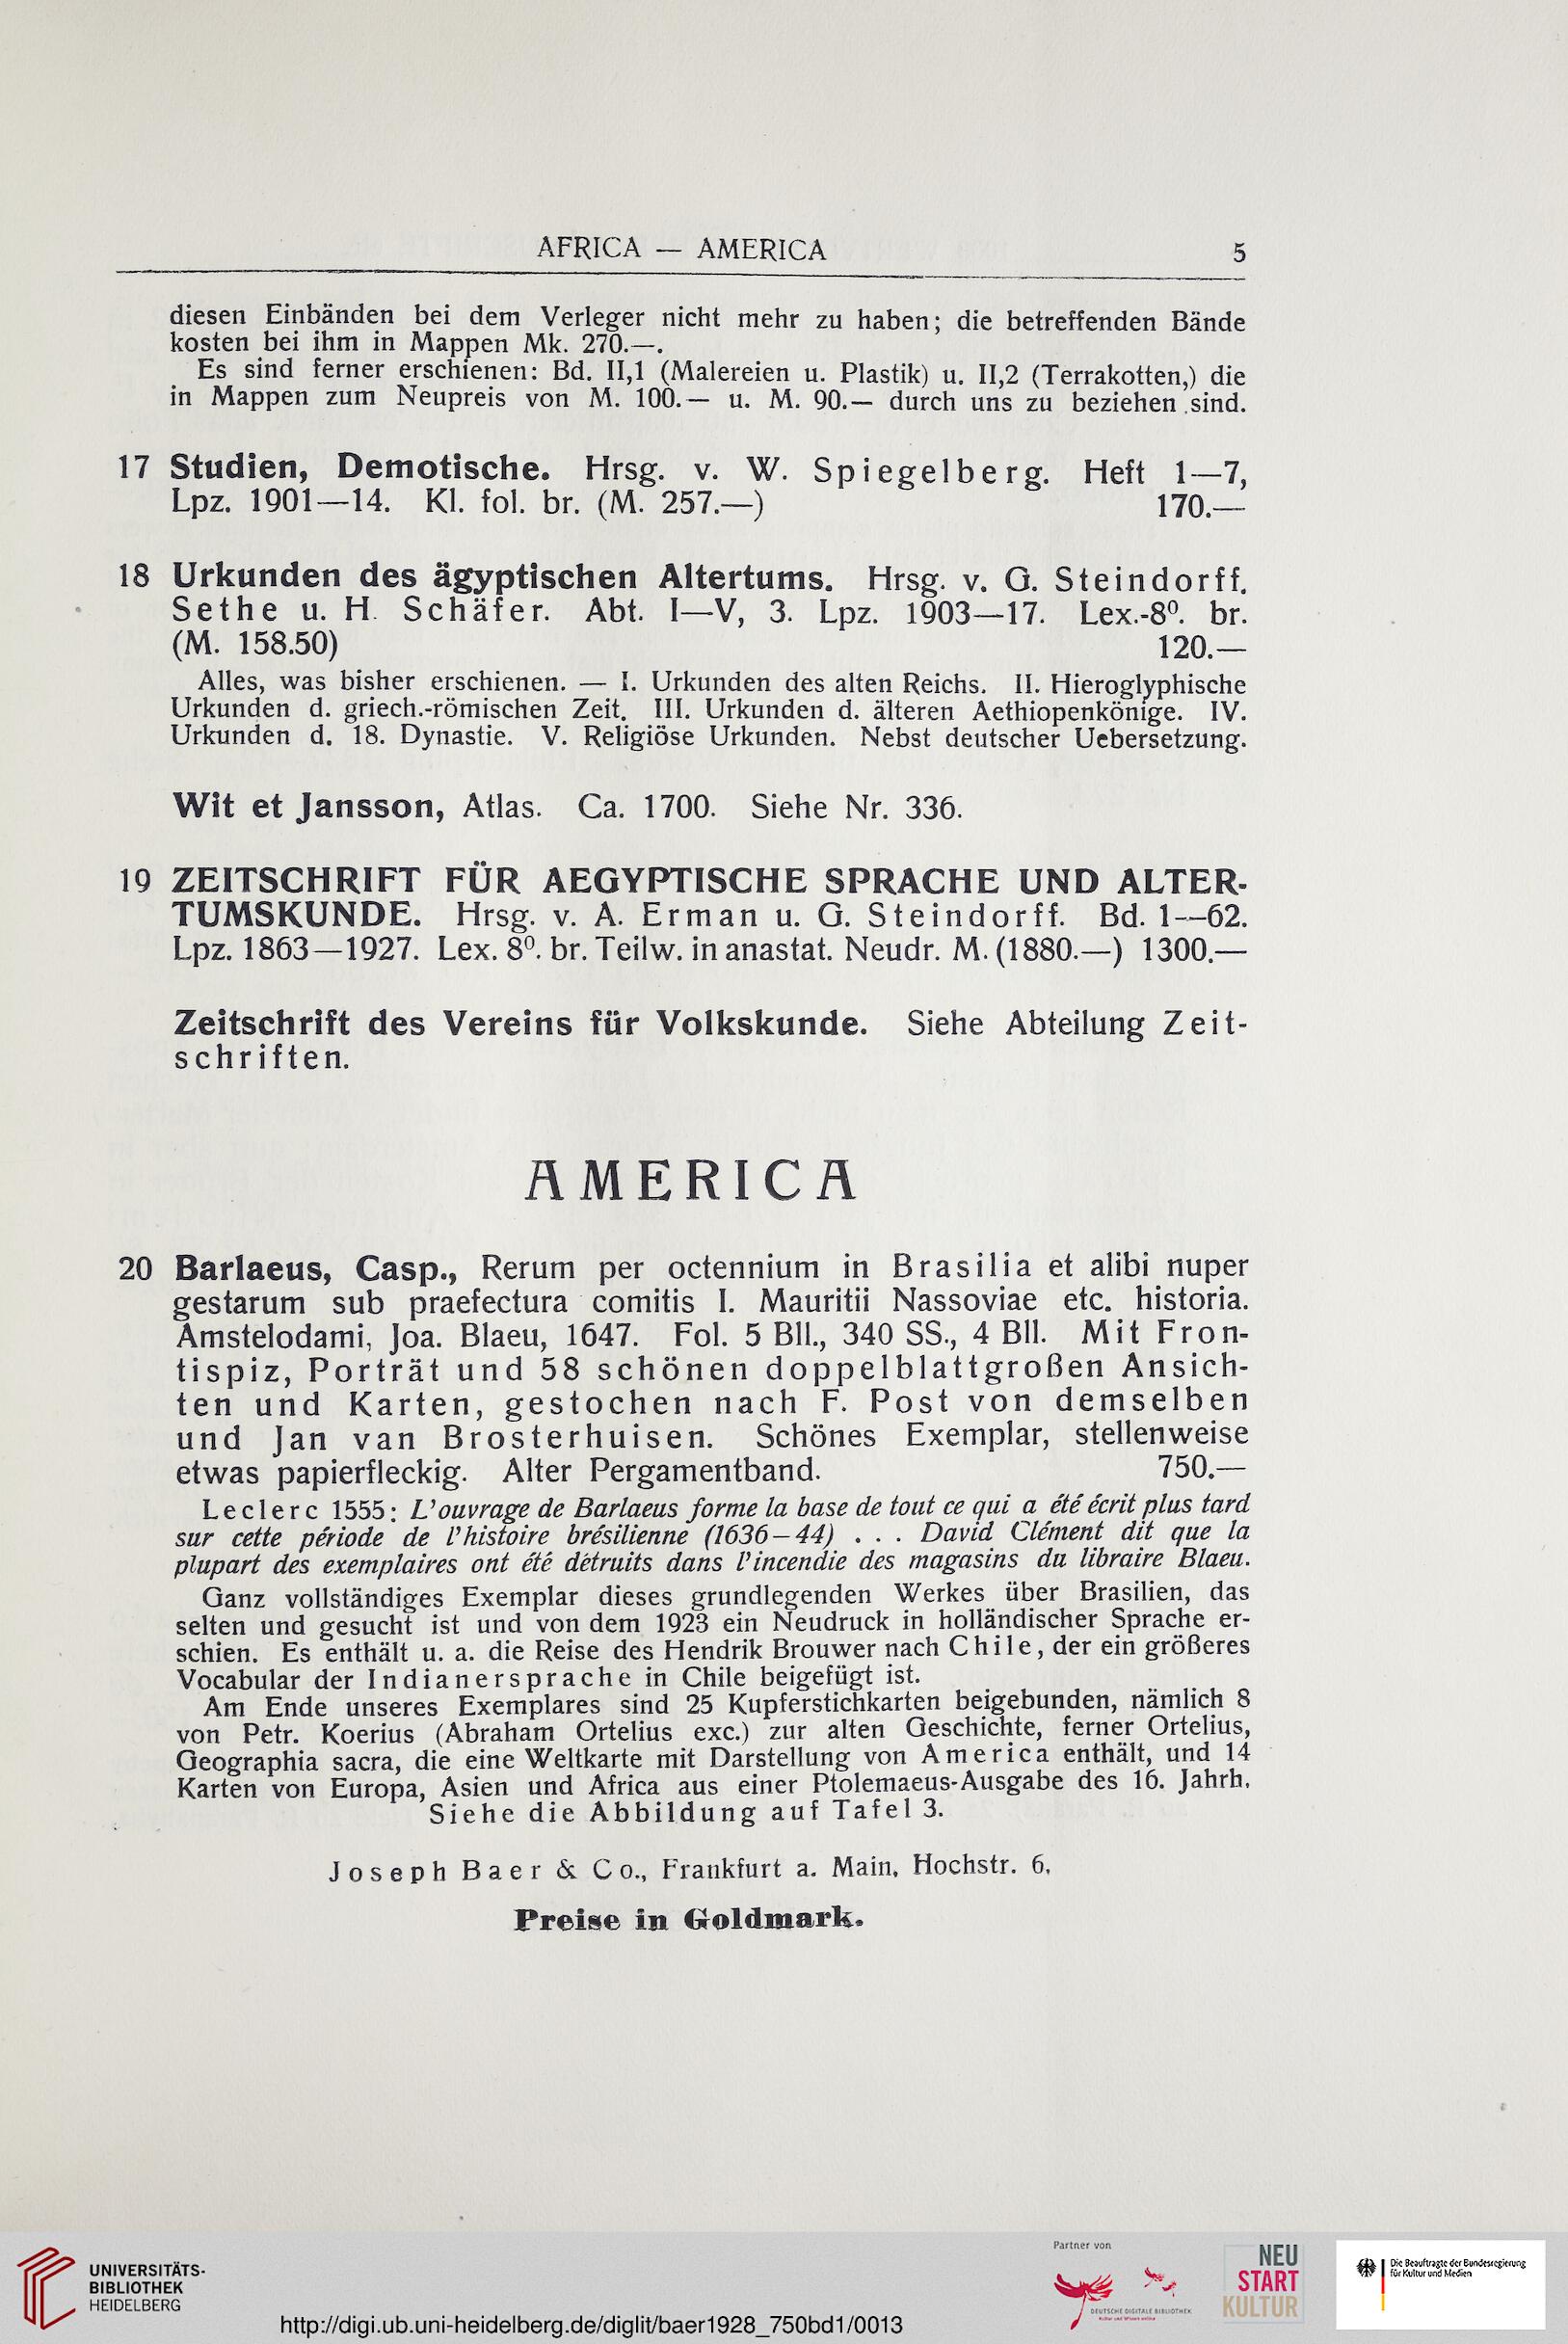 AFRICA — AMERICA 5
diesen Einbänden bei dem Verleger nicht mehr zu haben; die betreffenden Bände
kosten bei ihm in Mappen Mk. 270.—.
Es sind ferner erschienen: Bd. II,1 (Malereien u. Plastik) u. II,2 (Terrakotten,) die
in Mappen zum Neupreis von M. 100.— u. M. 90.— durch uns zu beziehen sind.
17 Studien, Demotische. Hrsg. v. W. Spiegelberg. Heft 1—7,
Lpz. 1901—14. Kl. fol. br. (M. 257.—) 170.—
18 Urkunden des ägyptischen Altertums. Hrsg. v. G. Steindorff.
Sethe u. H. Schäfer. Abt. I—V, 3. Lpz. 1903—17. Lex.-8⁰. br.
(M. 158.50) 120.—
Alles, was bisher erschienen. — I. Urkunden des alten Reichs. II. Hieroglyphische
Urkunden d. griech.-römischen Zeit. III. Urkunden d. älteren Aethiopenkönige. IV.
Urkunden d. 18. Dynastie. V. Religiöse Urkunden. Nebst deutscher Uebersetzung.
Wit et Jansson, Atlas. Ca. 1700. Siehe Nr. 336.
19 ZEITSCHRIFT FÜR AEGYPTISCHE SPRACHE UND ALTER-
TUMSKUNDE. Hrsg. v. A. Erman u. G. Steindorff. Bd. 1—62.
Lpz. 1863—1927. Lex. 8⁰. br. Teilw. in anastat. Neudr. M. (1880.—) 1300.—
Zeitschrift des Vereins für Volkskunde. Siehe Abteilung Zeit-
schriften.
AMERICA
20 Barlaeus, Casp., Rerum per octennium in Brasilia et alibi nuper
gestarum sub praefectura comitis I. Mauritii Nassoviae etc. historia.
Amstelodami, Joa. Blaeu, 1647. Fol. 5 Bll., 340 SS., 4 Bll. Mit Fron-
tispiz, Porträt und 58 schönen doppelblattgroßen Ansich-
ten und Karten, gestochen nach F. Post von demselben
und Jan van Brosterhuisen. Schönes Exemplar, stellenweise
etwas papierfleckig. Alter Pergamentband. 750.—
Leclerc 1555: L'ouvrage de Barlaeus forme la base de tout ce qui a été écrit plus tard
sur cette période de l'histoire brésilienne (1636–44) . . . David Clément dit que la
plupart des exemplaires ont été détruits dans l'incendie des magasins du libraire Blaeu.
Ganz vollständiges Exemplar dieses grundlegenden Werkes über Brasilien, das
selten und gesucht ist und von dem 1923 ein Neudruck in holländischer Sprache er-
schien. Es enthält u. a. die Reise des Hendrik Brouwer nach Chile, der ein größeres
Vocabular der Indianersprache in Chile beigefügt ist.
Am Ende unseres Exemplares sind 25 Kupferstichkarten beigebunden, nämlich 8
von Petr. Koerius (Abraham Ortelius exc.) zur alten Geschichte, ferner Ortelius,
Geographia sacra, die eine Weltkarte mit Darstellung von America enthält, und 14
Karten von Europa, Asien und Africa aus einer Ptolemaeus-Ausgabe des 16. Jahrh.
Siehe die Abbildung auf Tafel 3.
Joseph Baer & Co., Frankfurt a. Main, Hochstr. 6.
Preise in Goldmark.
UNIVERSITÄTS-
BIBLIOTHEK
HEIDELBERG
http://digi.ub.uni-heidelberg.de/diglit/baer1928_750bd1/0013
Partner von
DEUTSCHE DIGITALE BIBLIOTHEK
Kultur und Wissen online
NEU
START
KULTUR
Die Beauftragte der Bundesregierung
für Kultur und Medien